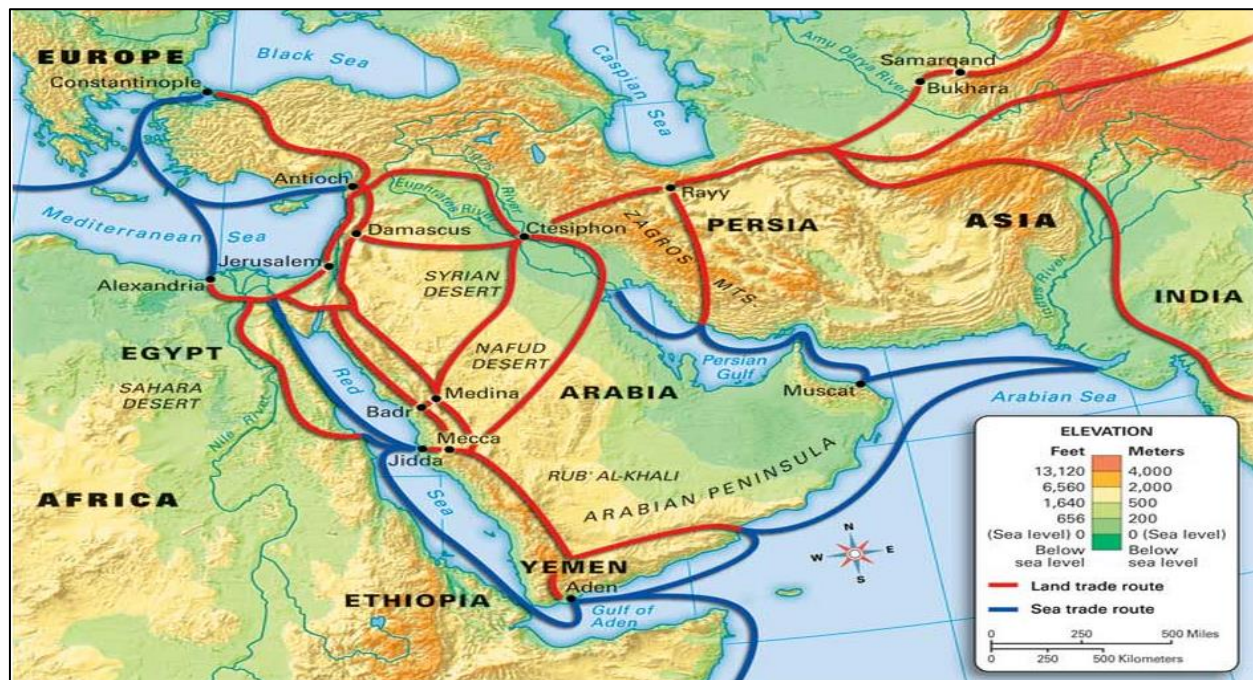 EUROPE
Black Sea
Constantinople
Caspian Sea
Amu Darya River
Samarqand
Bukhara
Antioch
Tigris River
Euphrates River
Rayy
Mediterranean Sea
Damascus
Ctesiphon
ZAGROS MTS.
PERSIA
ASIA
Jerusalem
Alexandria
SYRIAN
DESERT
Indus River
INDIA
EGYPT
NAFUD
DESERT
Persian
Gulf
SAHARA
DESERT
Red Sea
Medina
ARABIA
Muscat
Arabian Sea
Badr
Nile River
Mecca
Jidda
RUB' AL-KHALI
ARABIAN PENINSULA
AFRICA
YEMEN
Aden
ETHIOPIA
Gulf of
Aden
N
W E
S
ELEVATION
Feet Meters
13,120 4,000
6,560 2,000
1,640 500
656 200
(Sea level) 0 0 (Sea level)
Below Below
sea level sea level
Land trade route
Sea trade route
0 250 500 Miles
0 250 500 Kilometers